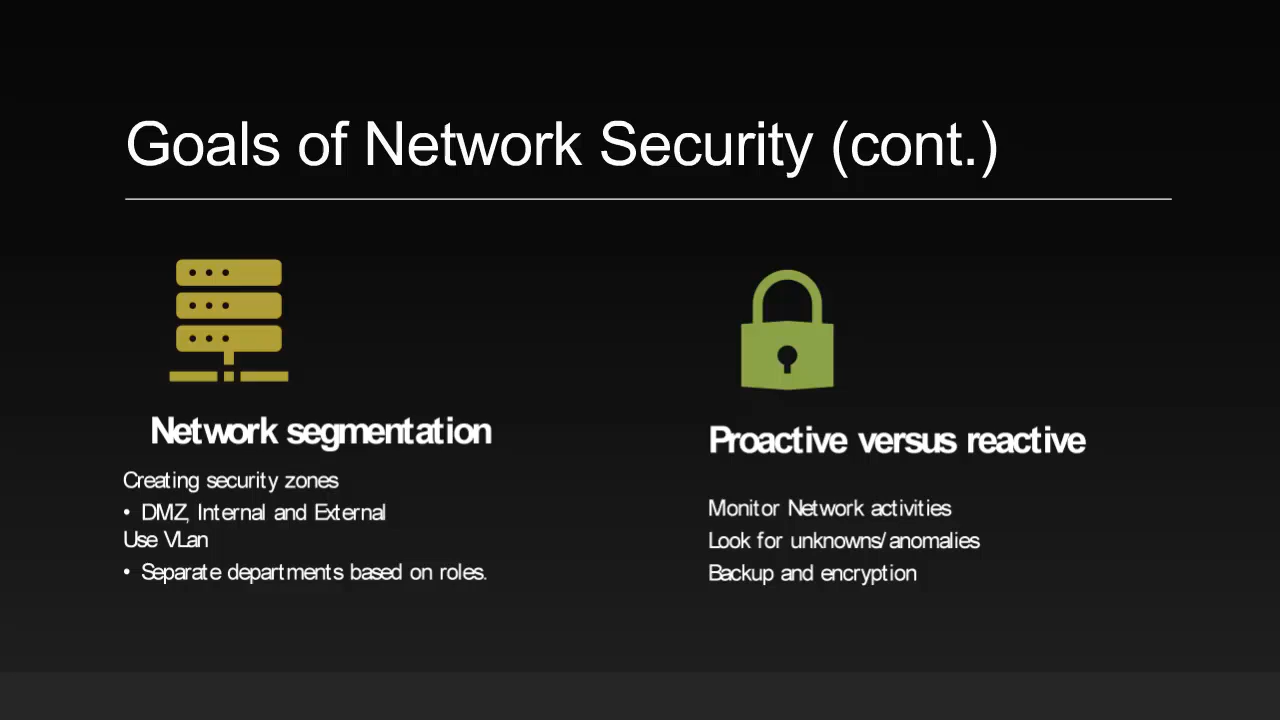 Goals of Network Security (cont.)
Network segmentation
Creating security zones
• DMZ, Internal and External
Use VLan
• Separate departments based on roles.
Proactive versus reactive
Monitor Network activities
Look for unknowns/anomalies
Backup and encryption